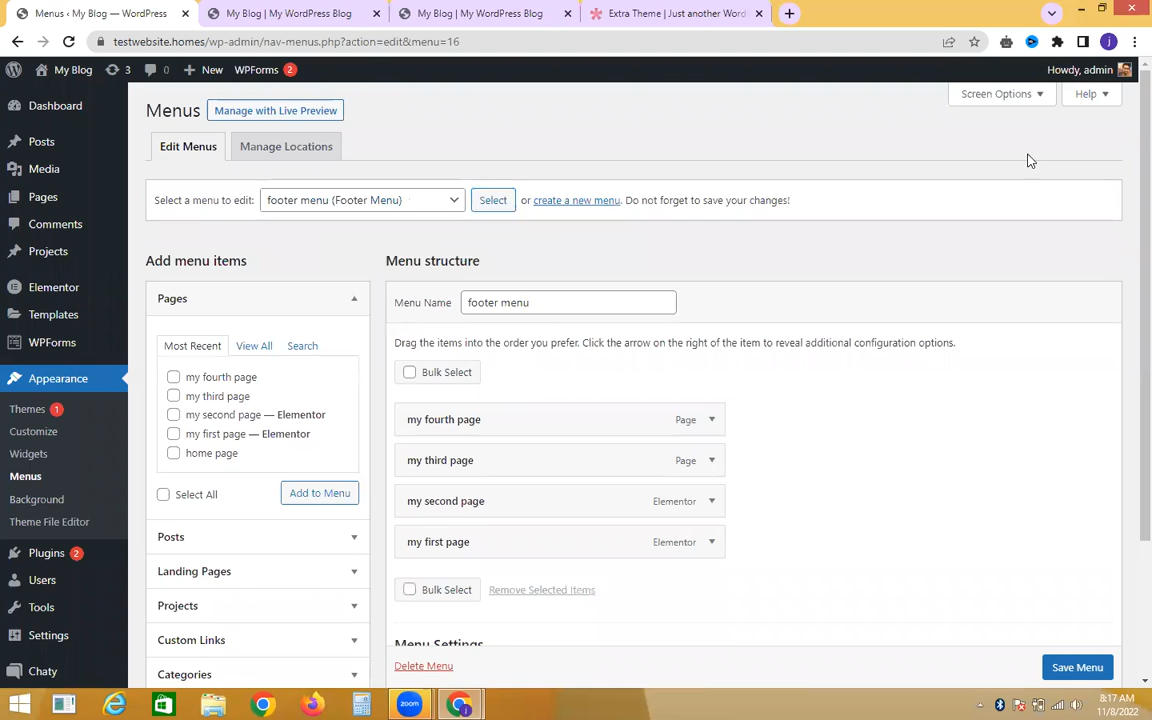 Menus ‹ My Blog — WordPress
My Blog | My WordPress Blog
My Blog | My WordPress Blog
Extra Theme | Just another Word
testwebsite.homes/wp-admin/nav-menus.php?action=edit&menu=16
My Blog 3 0 New WPForms 2 Howdy, admin
Dashboard
Posts
Media
Pages
Comments
Projects
Elementor
Templates
WPForms
Appearance
Themes 1
Customize
Widgets
Menus
Background
Theme File Editor
Plugins 2
Users
Tools
Settings
Chaty
Screen Options Help
Menus Manage with Live Preview
Edit Menus Manage Locations
Select a menu to edit: footer menu (Footer Menu) Select or create a new menu. Do not forget to save your changes!
Add menu items
Pages
Most Recent View All Search
my fourth page
my third page
my second page — Elementor
my first page — Elementor
home page
Select All Add to Menu
Posts
Landing Pages
Projects
Custom Links
Categories
Menu structure
Menu Name footer menu
Drag the items into the order you prefer. Click the arrow on the right of the item to reveal additional configuration options.
Bulk Select
my fourth page Page
my third page Page
my second page Elementor
my first page Elementor
Bulk Select Remove Selected Items
Menu Settings
Delete Menu Save Menu
zoom
8:17 AM
11/8/2022